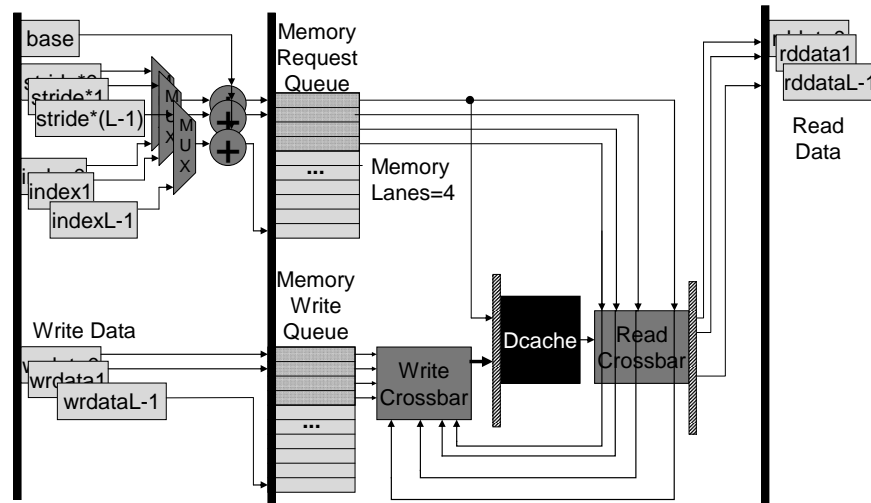 base
stride*1
stride*(L-1)
M
U
X
M
U
X
+
+
index1
indexL-1
Memory
Request
Queue
...
Memory
Lanes=4
rddata1
rddataL-1
Read
Data
Write Data
wrdata1
wrdataL-1
Memory
Write
Queue
...
Write
Crossbar
Dcache
Read
Crossbar